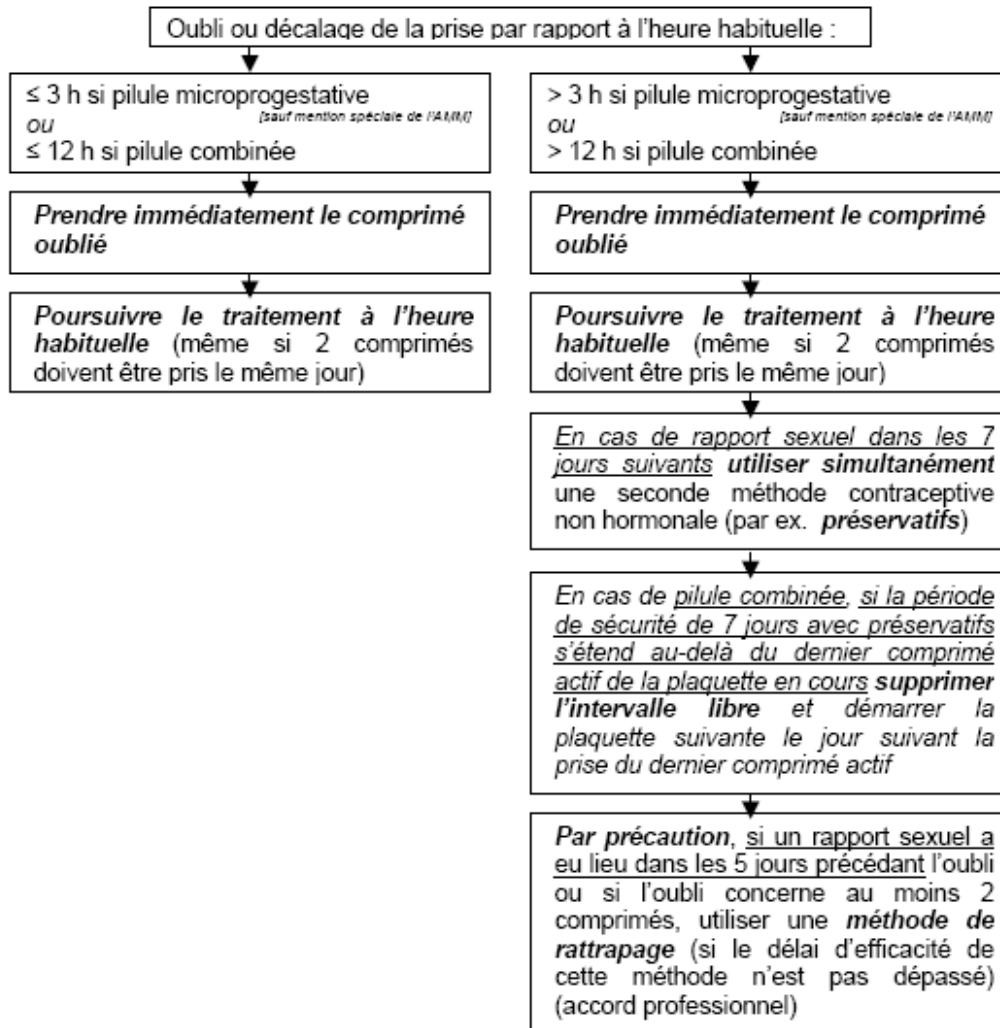 Oubli ou décalage de la prise par rapport à l'heure habituelle :
≤ 3 h si pilule microprogestative
[sauf mention spéciale de l'AMM]
ou
≤ 12 h si pilule combinée
Prendre immédiatement le comprimé
oublié
Poursuivre le traitement à l'heure
habituelle (même si 2 comprimés
doivent être pris le même jour)
> 3 h si pilule microprogestative
[sauf mention spéciale de l'AMM]
ou
> 12 h si pilule combinée
Prendre immédiatement le comprimé
oublié
Poursuivre le traitement à l'heure
habituelle (même si 2 comprimés
doivent être pris le même jour)
En cas de rapport sexuel dans les 7
jours suivants utiliser simultanément
une seconde méthode contraceptive
non hormonale (par ex. préservatifs)
En cas de pilule combinée, si la période
de sécurité de 7 jours avec préservatifs
s'étend au-delà du dernier comprimé
actif de la plaquette en cours supprimer
l'intervalle libre et démarrer la
plaquette suivante le jour suivant la
prise du dernier comprimé actif
Par précaution, si un rapport sexuel a
eu lieu dans les 5 jours précédant l'oubli
ou si l'oubli concerne au moins 2
comprimés, utiliser une méthode de
rattrapage (si le délai d'efficacité de
cette méthode n'est pas dépassé)
(accord professionnel)